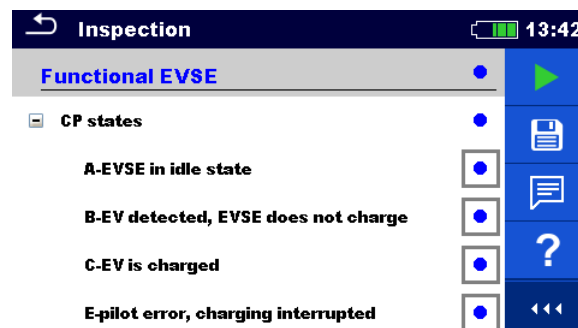 Inspection
13:42
Functional EVSE
CP states
A-EVSE in idle state
B-EV detected, EVSE does not charge
C-EV is charged
?
E-pilot error, charging interrupted